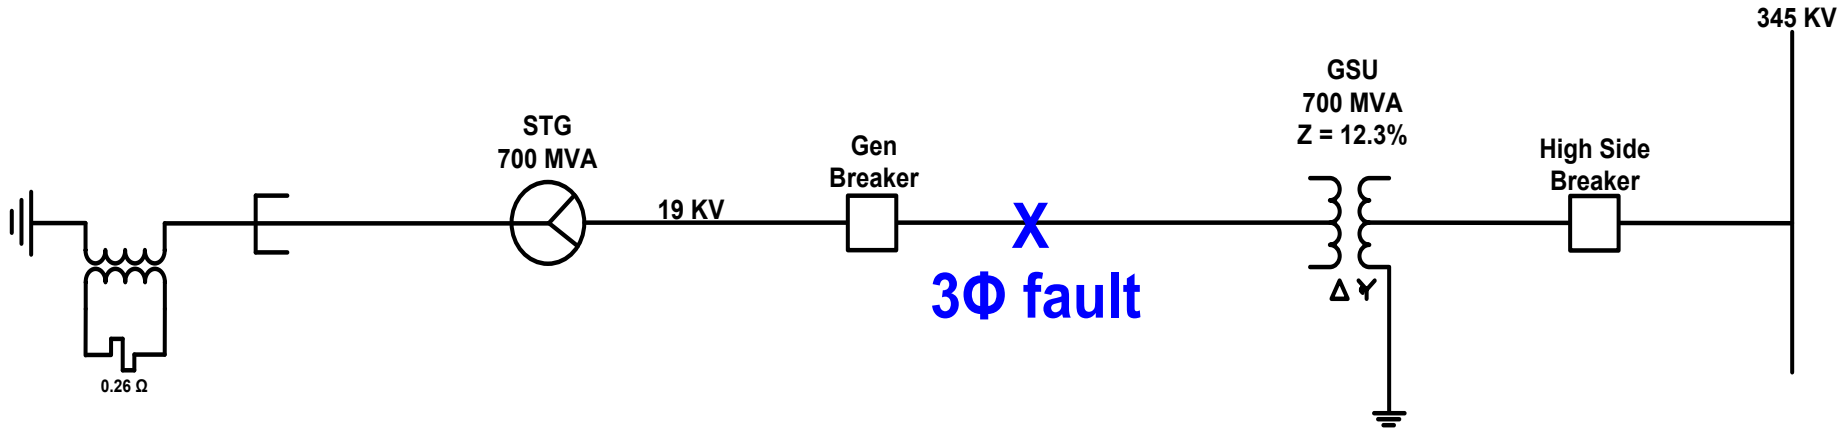 345 KV
GSU
700 MVA
Z = 12.3%
STG
700 MVA
Gen
Breaker
High Side
Breaker
19 KV
X
3Φ fault
Δ Y
0.26 Ω